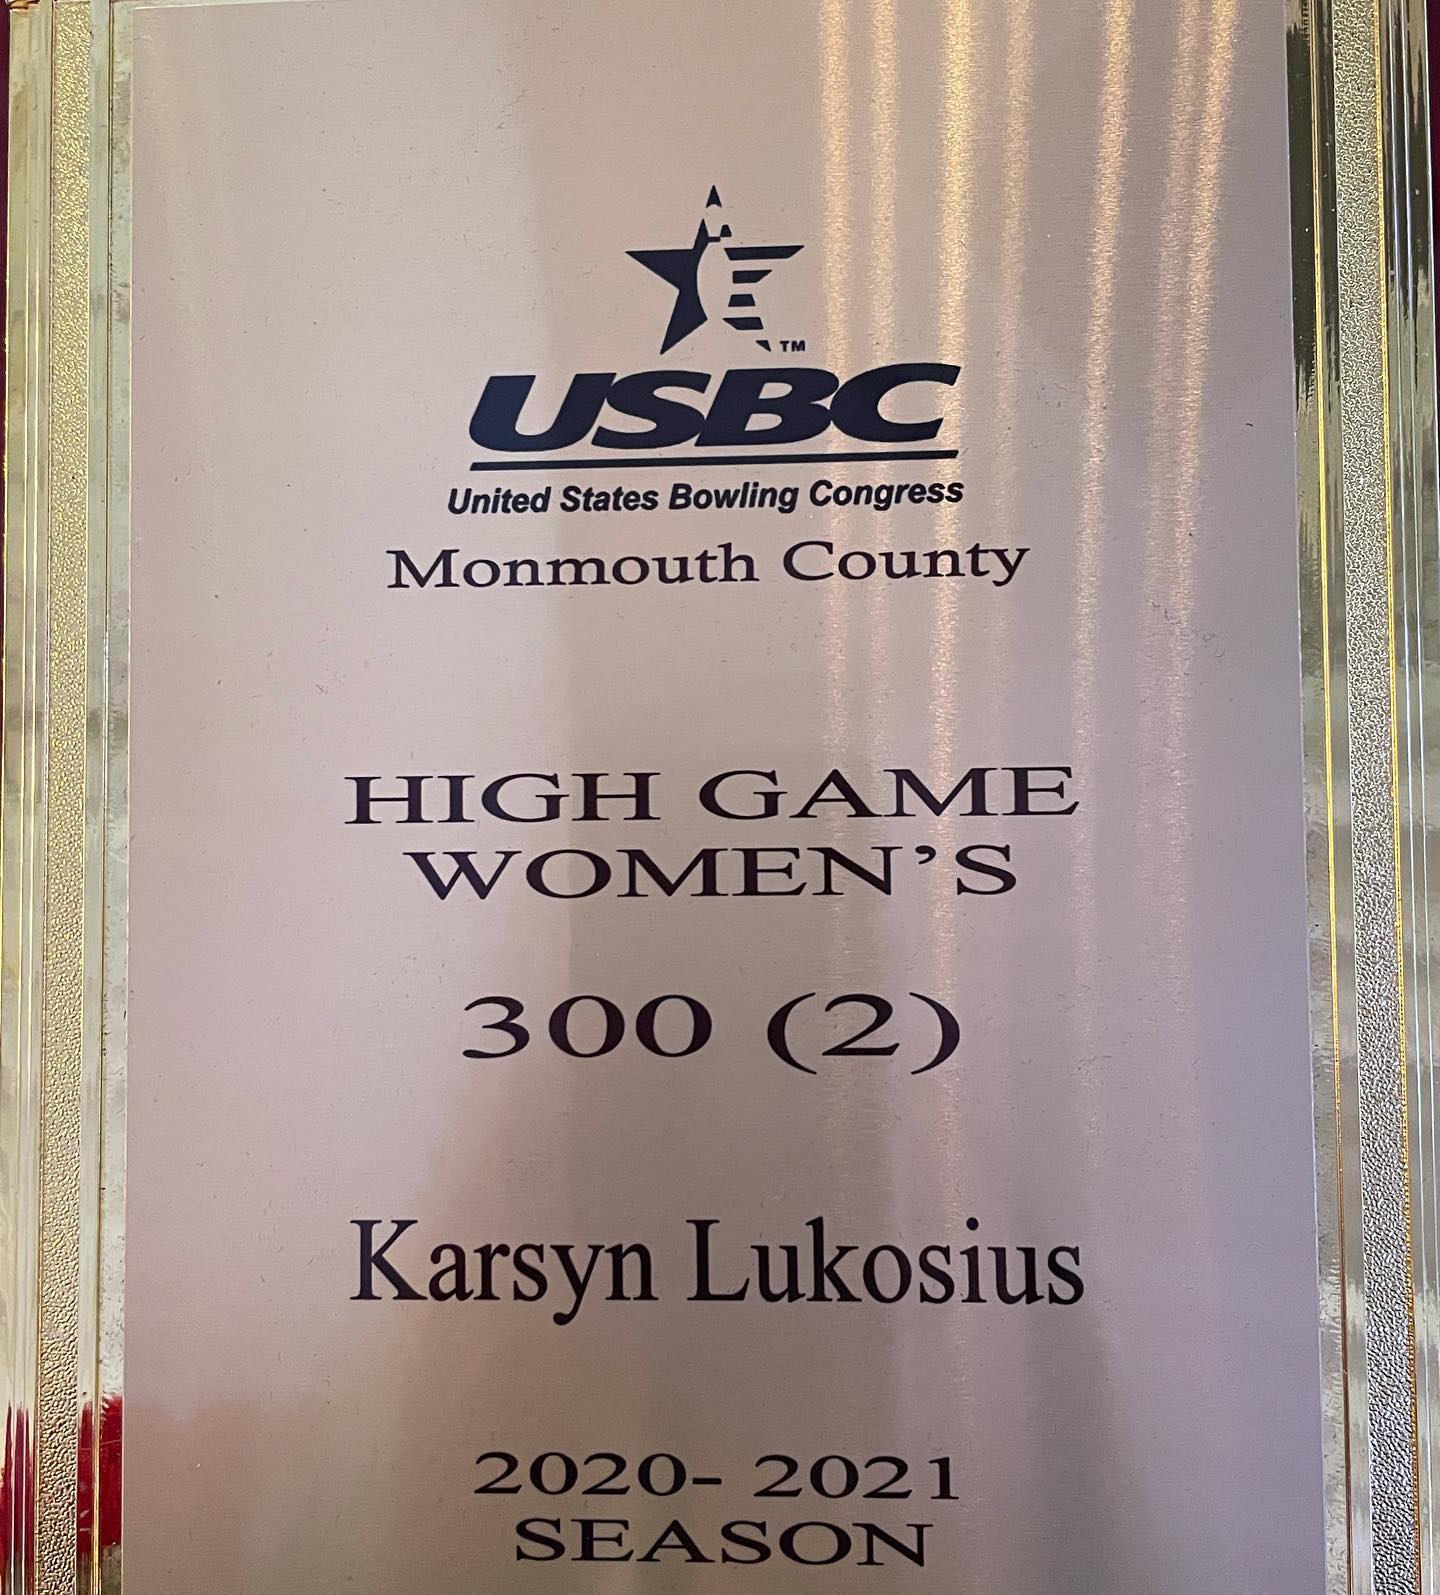 TM
USBC
United States Bowling Congress
Monmouth County
HIGH GAME
WOMEN’S
300 (2)
Karsyn Lukosius
2020- 2021
SEASON